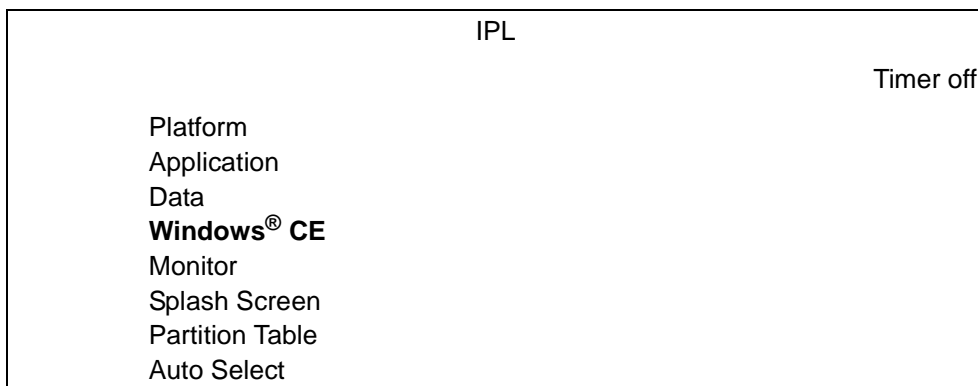 IPL
Timer off
Platform
Application
Data
Windows® CE
Monitor
Splash Screen
Partition Table
Auto Select